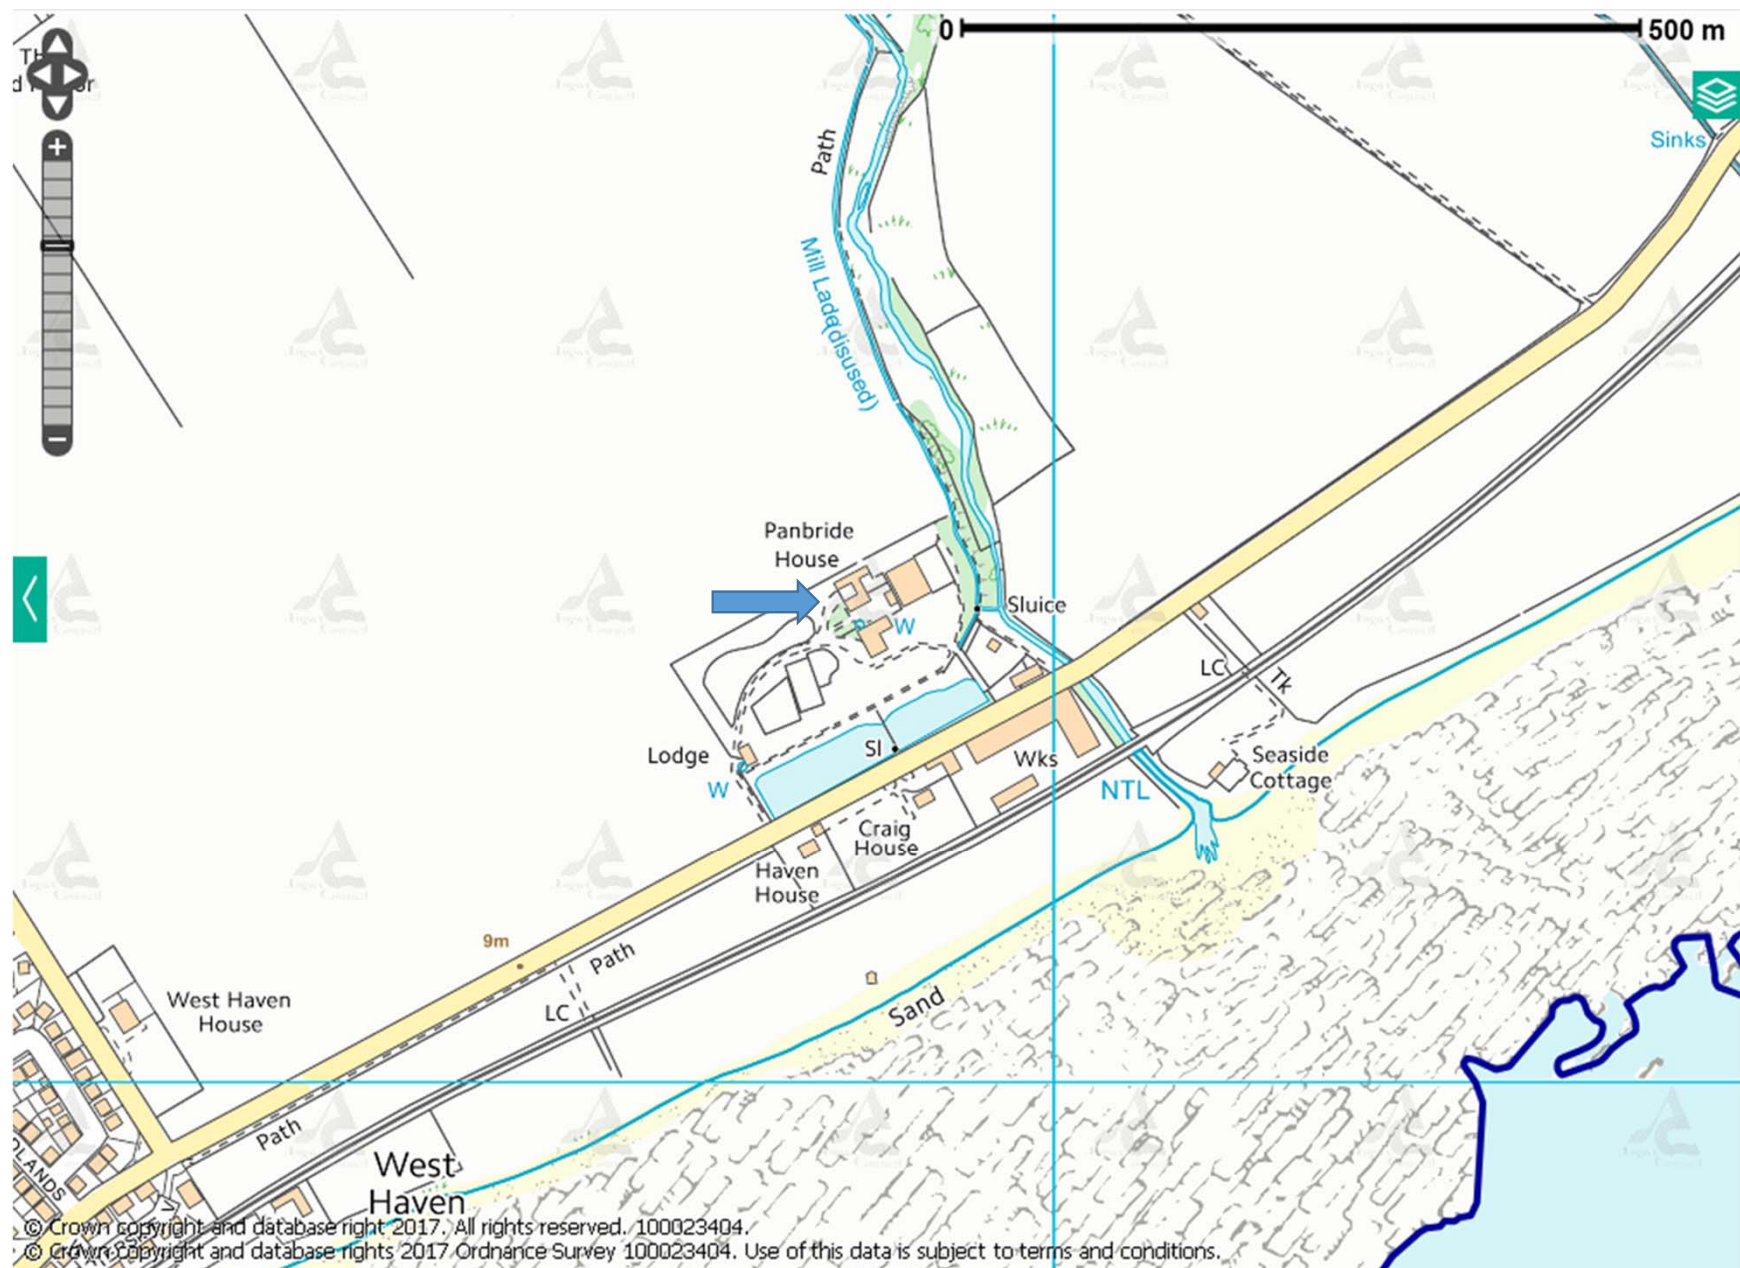 0
500 m
Sinks
Path
Mill Lade(disused)
Panbride
House
Sluice
W
LC
Tk
Lodge
Sl
W
Wks
NTL
Seaside
Cottage
Craig
House
Haven
House
9m
Path
West Haven
House
LC
Sand
Path
West
Haven
© Crown copyright and database right 2017. All rights reserved. 100023404.
© Crown copyright and database rights 2017 Ordnance Survey 100023404. Use of this data is subject to terms and conditions.